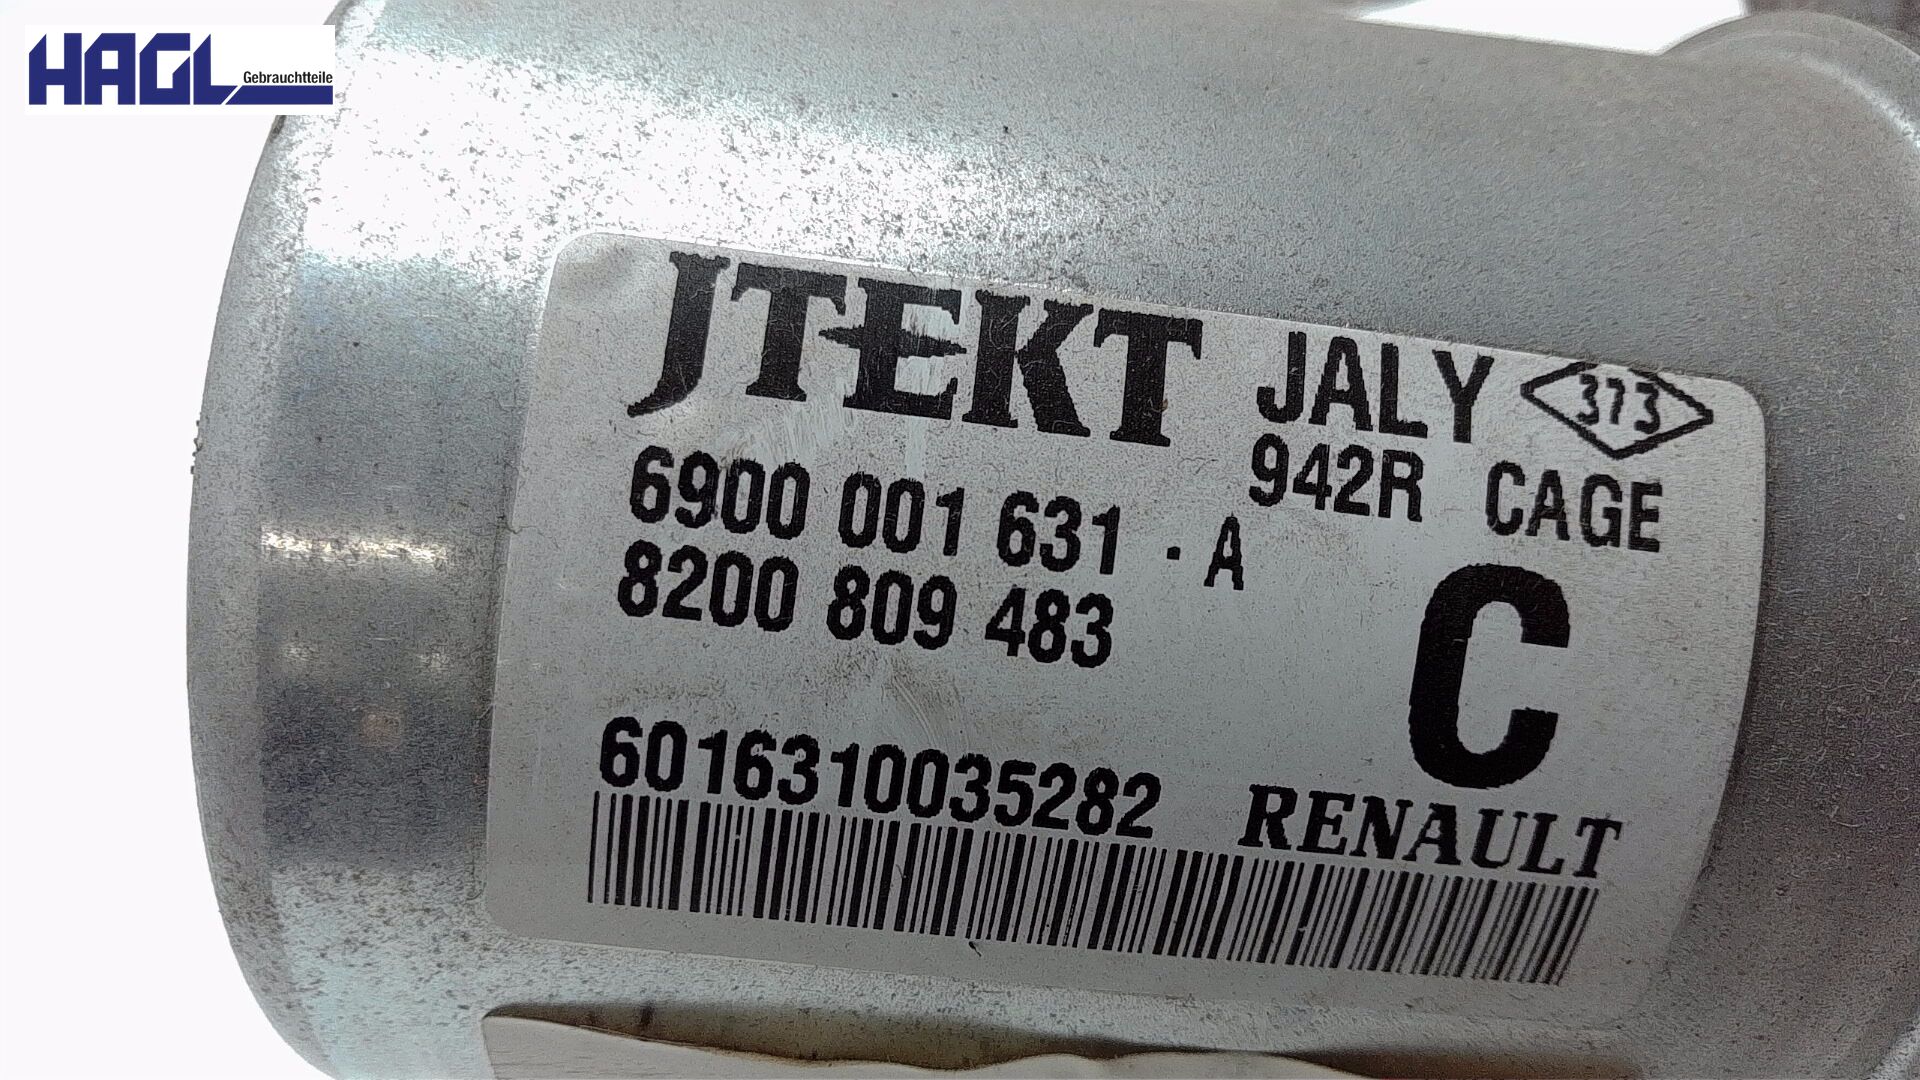 HAGL
Gebrauchtteile
JTEKT JALY 373
942R CAGE
6900 001 631 - A
8200 809 483
C
6016310035282
RENAULT